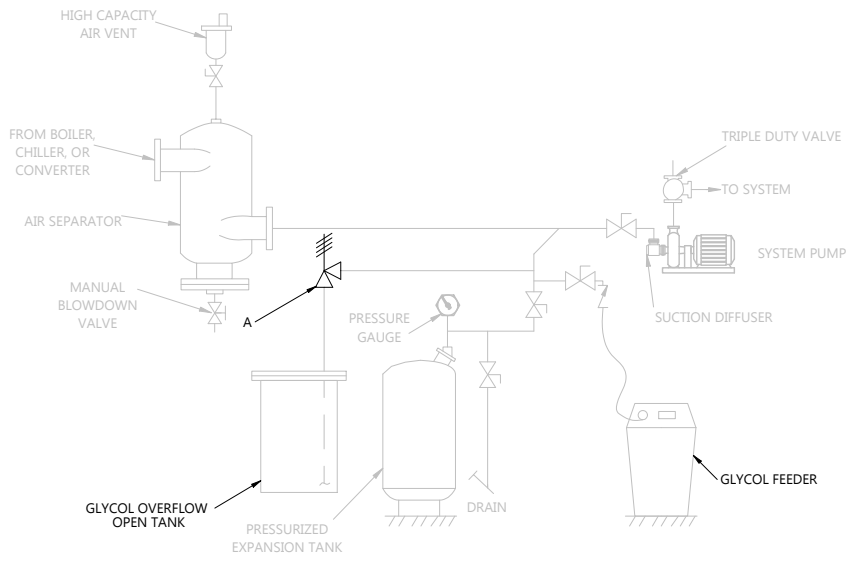 HIGH CAPACITY
AIR VENT
FROM BOILER,
CHILLER, OR
CONVERTER
TRIPLE DUTY VALVE
TO SYSTEM
AIR SEPARATOR
SYSTEM PUMP
MANUAL
BLOWDOWN
VALVE
A
PRESSURE
GAUGE
SUCTION DIFFUSER
GLYCOL FEEDER
GLYCOL OVERFLOW
OPEN TANK
DRAIN
PRESSURIZED
EXPANSION TANK